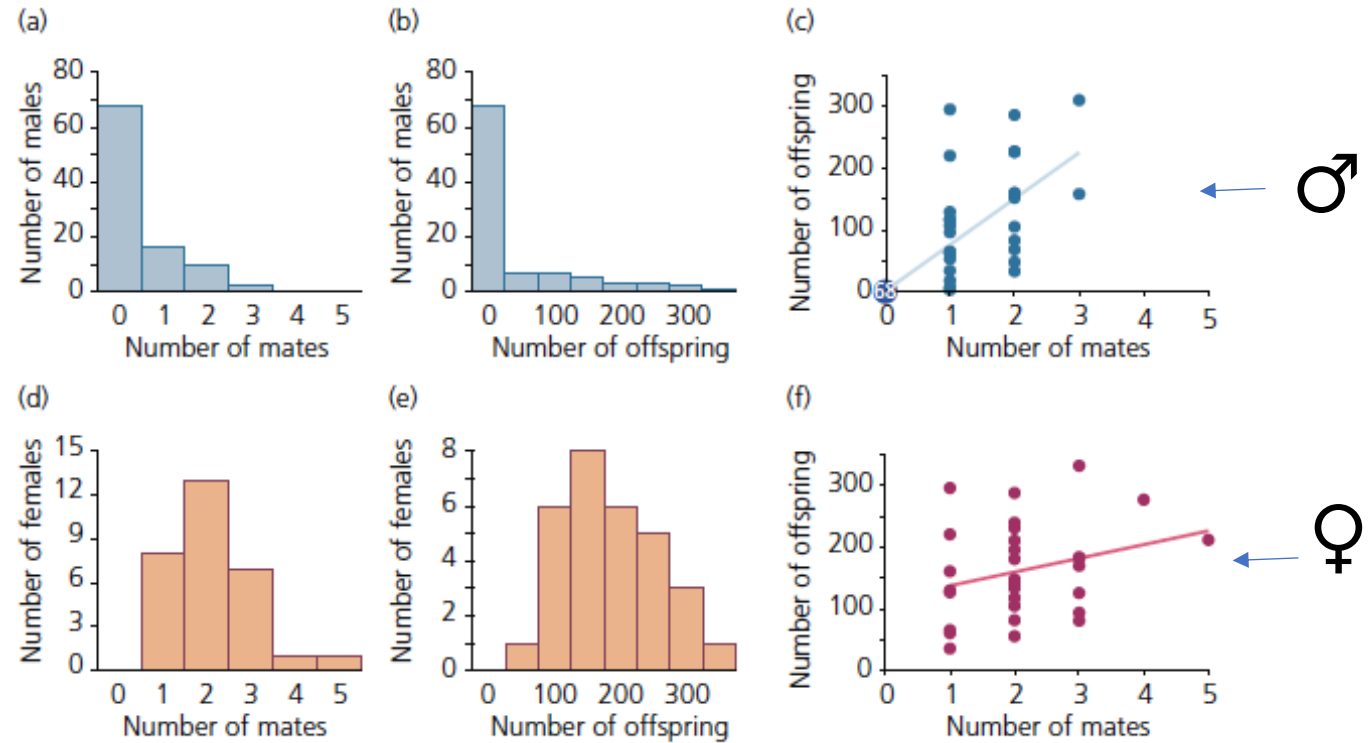 (a)
Number of males
80
60
40
20
0
0 1 2 3 4 5
Number of mates
(b)
Number of males
80
60
40
20
0
0 100 200 300
Number of offspring
(c)
Number of offspring
300
200
100
0
68
0 1 2 3 4 5
Number of mates
♂
(d)
Number of females
15
12
9
6
3
0
0 1 2 3 4 5
Number of mates
(e)
Number of females
8
6
4
2
0
0 100 200 300
Number of offspring
(f)
Number of offspring
300
200
100
0
0 1 2 3 4 5
Number of mates
♀